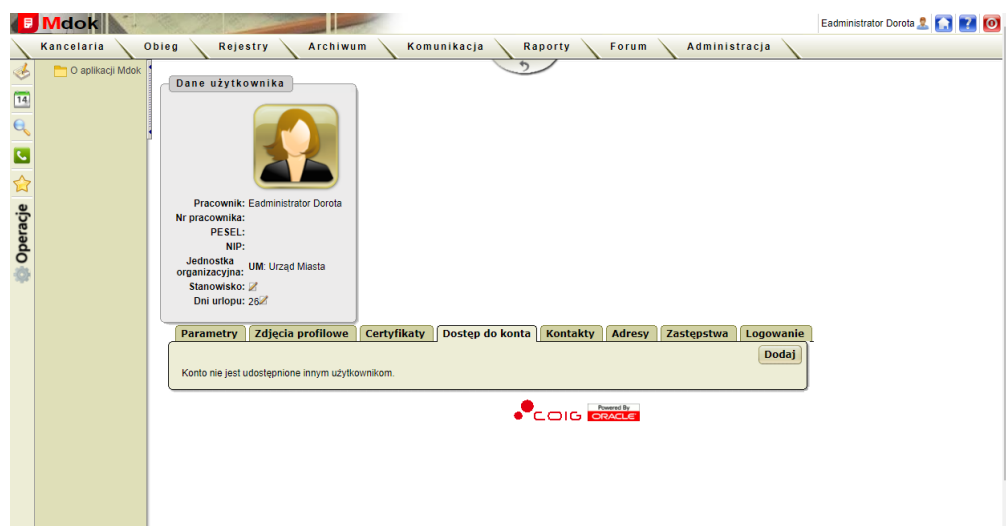 Mdok
Eadministrator Dorota
Kancelaria Obieg Rejestry Archiwum Komunikacja Raporty Forum Administracja
O aplikacji Mdok
14
Operacje
Dane użytkownika
Pracownik: Eadministrator Dorota
Nr pracownika:
PESEL:
NIP:
Jednostka organizacyjna: UM: Urząd Miasta
Stanowisko:
Dni urlopu: 26
Parametry Zdjęcia profilowe Certyfikaty Dostęp do konta Kontakty Adresy Zastępstwa Logowanie
Dodaj
Konto nie jest udostępnione innym użytkownikom.
COIG Powered By
ORACLE